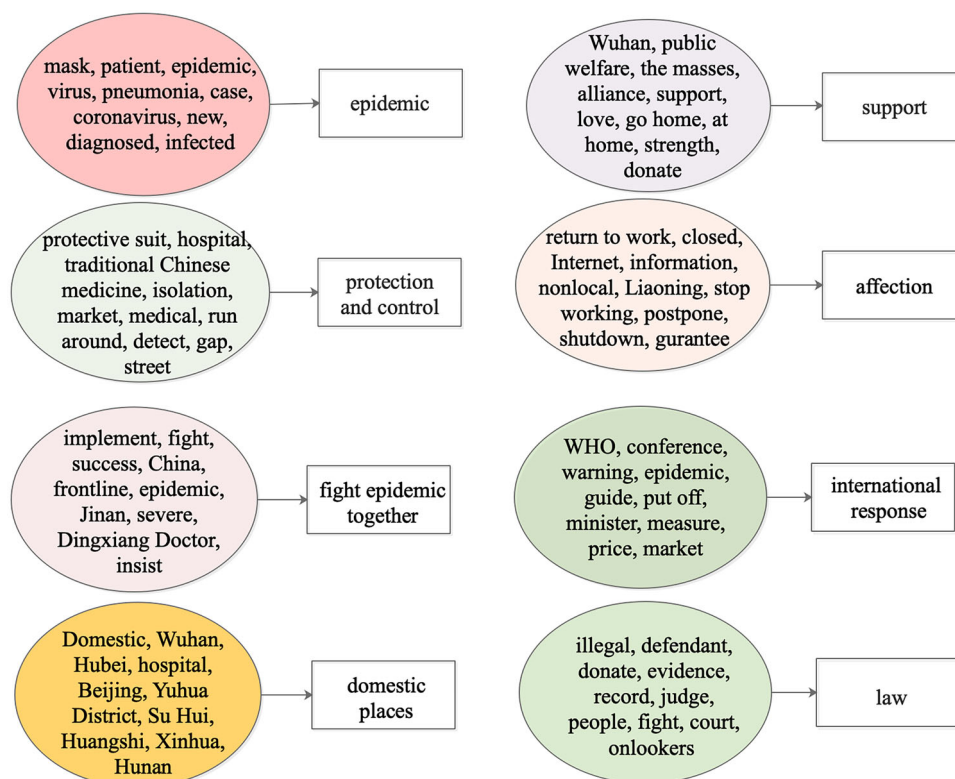 mask, patient, epidemic,
virus, pneumonia, case,
coronavirus, new,
diagnosed, infected
epidemic
Wuhan, public
welfare, the masses,
alliance, support,
love, go home, at
home, strength,
donate
support
protective suit, hospital,
traditional Chinese
medicine, isolation,
market, medical, run
around, detect, gap,
street
protection
and control
return to work, closed,
Internet, information,
nonlocal, Liaoning, stop
working, postpone,
shutdown, gurantee
affection
implement, fight,
success, China,
frontline, epidemic,
Jinan, severe,
Dingxiang Doctor,
insist
fight epidemic
together
WHO, conference,
warning, epidemic,
guide, put off,
minister, measure,
price, market
international
response
Domestic, Wuhan,
Hubei, hospital,
Beijing, Yuhua
District, Su Hui,
Huangshi, Xinhua,
Hunan
domestic
places
illegal, defendant,
donate, evidence,
record, judge,
people, fight, court,
onlookers
law